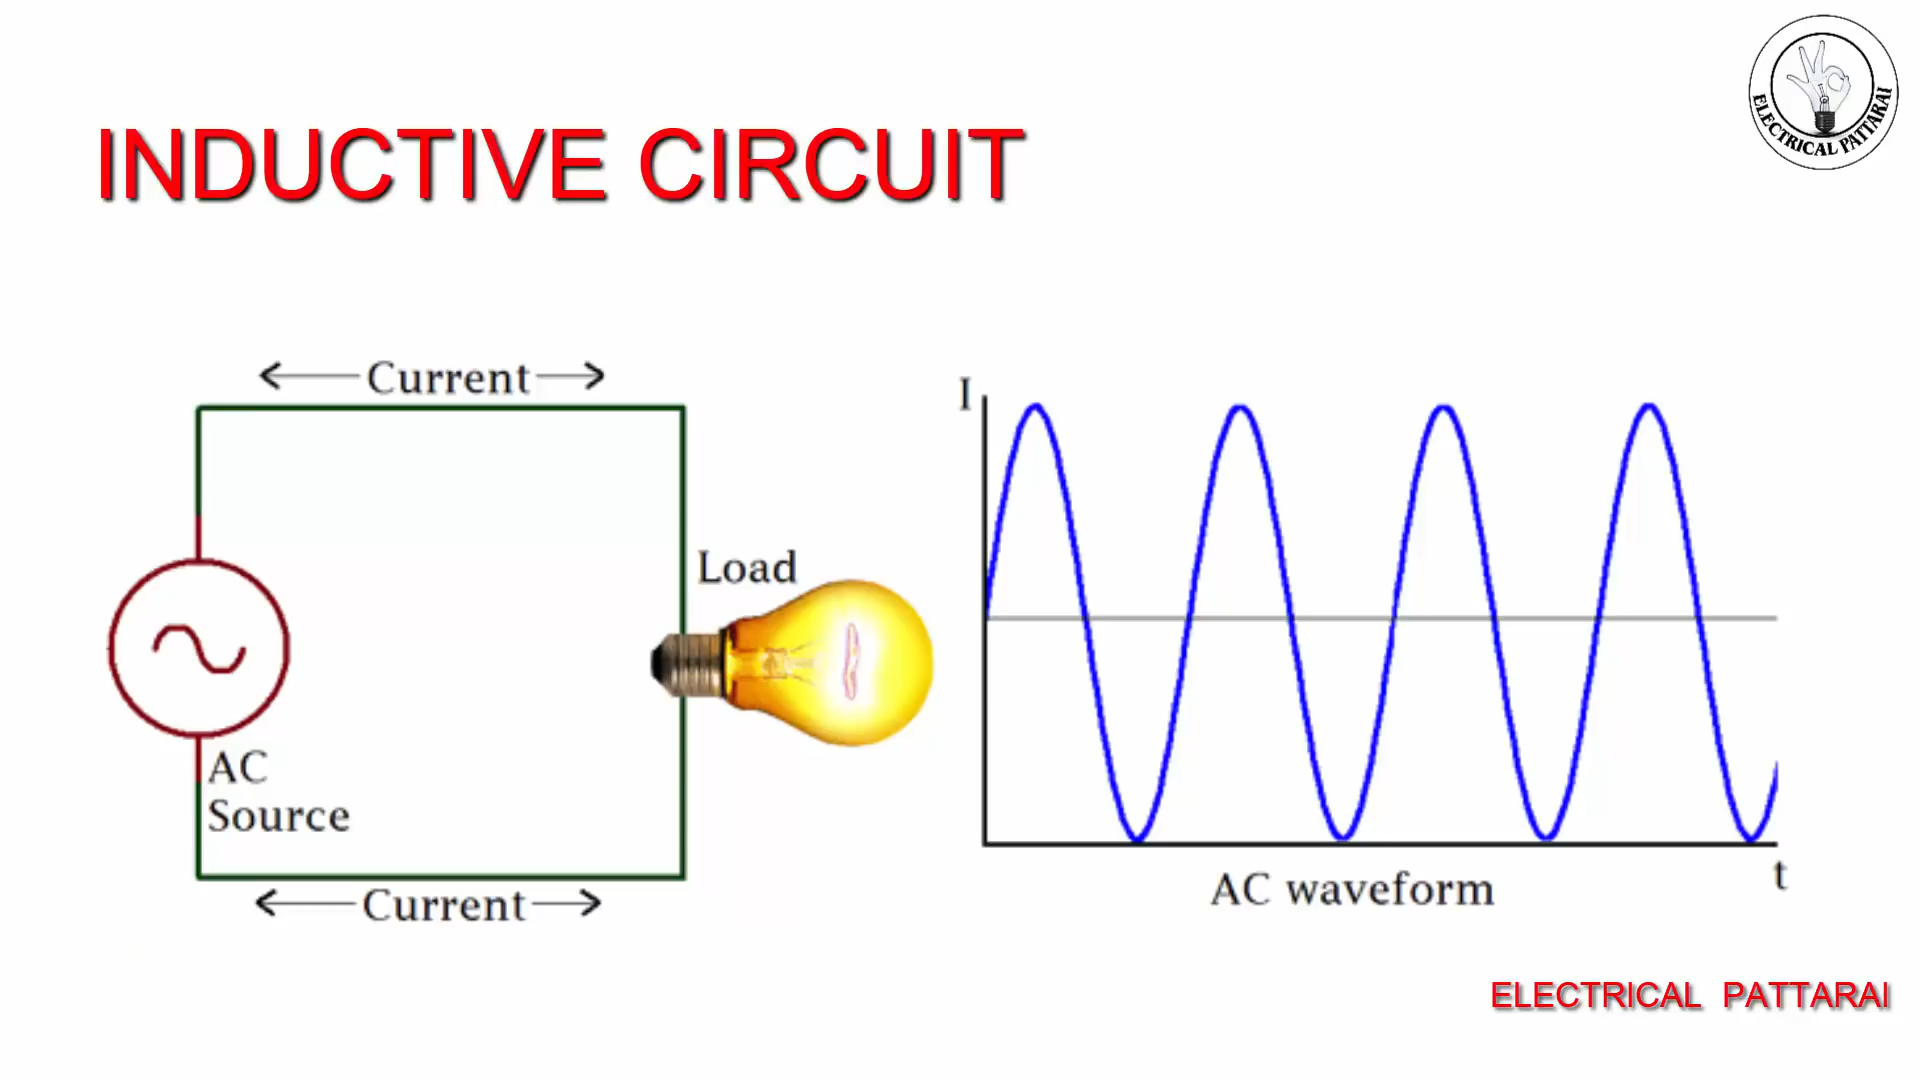 ELECTRICAL PATTARAI
INDUCTIVE CIRCUIT
Current
I
Load
AC
Source
Current
AC waveform
t
ELECTRICAL PATTARAI